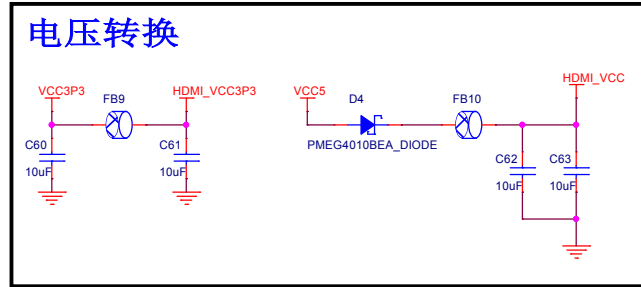 电压转换
VCC3P3
FB9
HDMI_VCC3P3
C60
10uF
C61
10uF
VCC5
D4
PMEG4010BEA_DIODE
FB10
HDMI_VCC
C62
10uF
C63
10uF